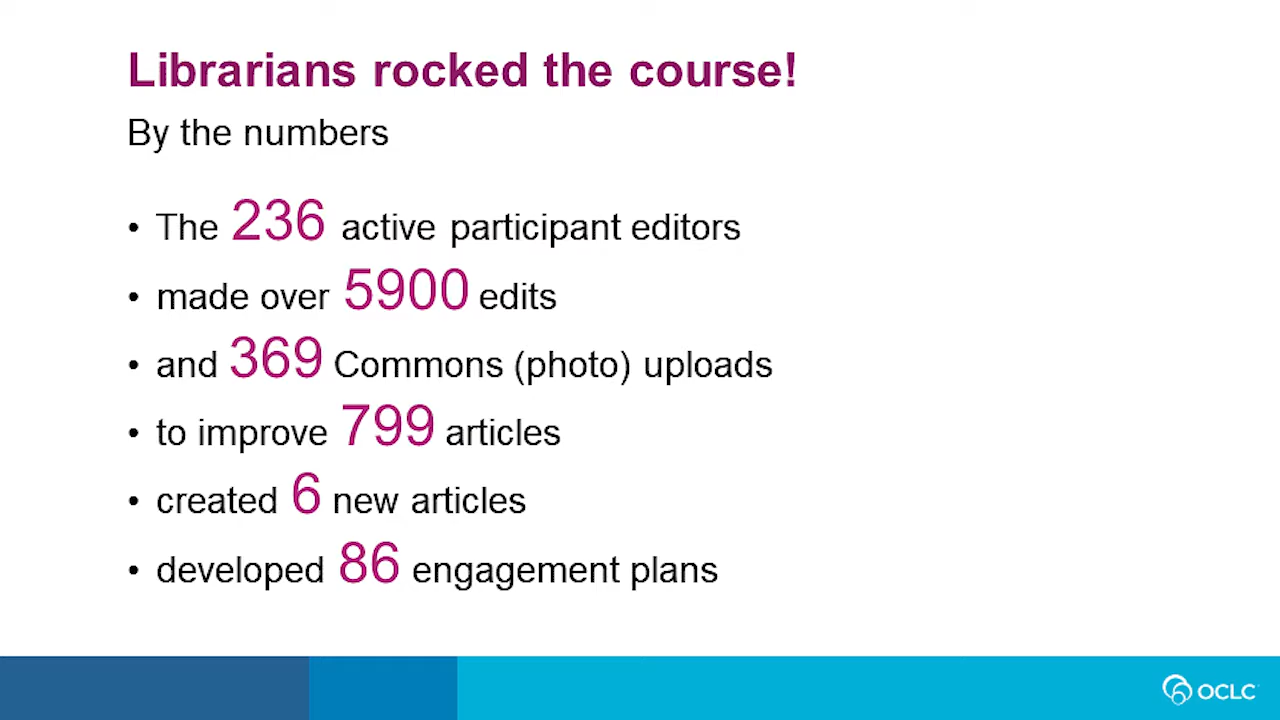 Librarians rocked the course!
By the numbers
• The 236 active participant editors
• made over 5900 edits
• and 369 Commons (photo) uploads
• to improve 799 articles
• created 6 new articles
• developed 86 engagement plans
OCLC